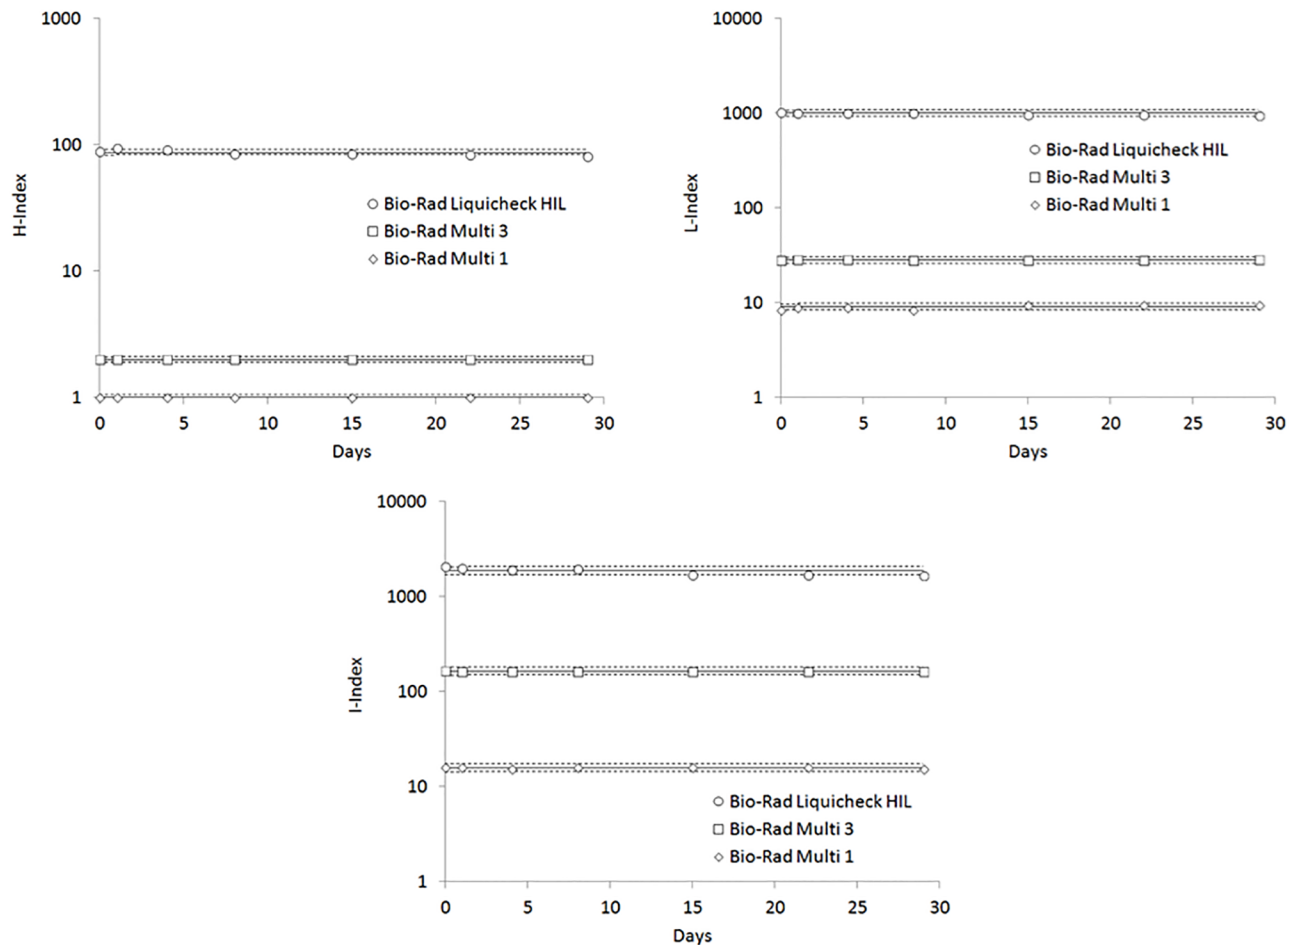 1000
100
10
1
H-Index
0 5 10 15 20 25 30
Days
Bio-Rad Liquicheck HIL
Bio-Rad Multi 3
Bio-Rad Multi 1
10000
1000
100
10
1
L-Index
0 5 10 15 20 25 30
Days
Bio-Rad Liquicheck HIL
Bio-Rad Multi 3
Bio-Rad Multi 1
10000
1000
100
10
1
I-Index
0 5 10 15 20 25 30
Days
Bio-Rad Liquicheck HIL
Bio-Rad Multi 3
Bio-Rad Multi 1